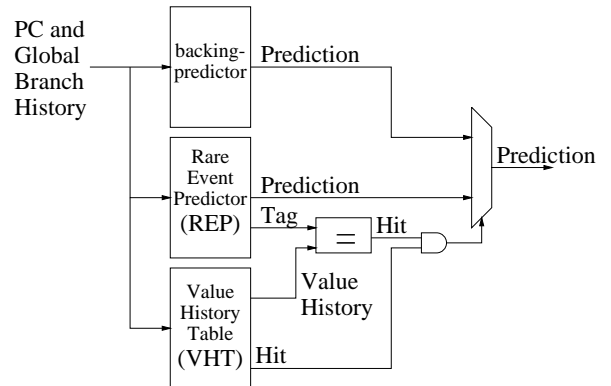 PC and
Global
Branch
History
backing-
predictor
Prediction
Rare
Event
Predictor
(REP)
Prediction
Tag
=
Hit
Prediction
Value
History
Table
(VHT)
Value
History
Hit